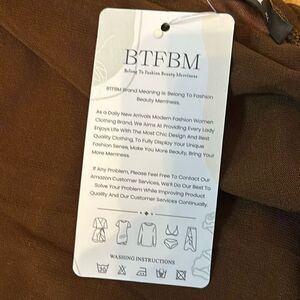 BTFBM
Belong To Fashion Beauty Merriness
BTFBM Brand Meaning Is Belong To Fashion
Beauty Merriness.
As a Daily New Arrivals Modern Fashion Women
Clothing Brand, We Aims At Providing Every Lady
Enjoys Life With The Most Chic Design And Best
Quality Clothing, To Fully Display Your Unique
Fashion Sense, Make You More Beauty, Bring Your
More Merriness.
If Any Problem, Please Feel Free To Contact Our
Amazon Customer Services, We'll Do Our Best To
Solve Your Problem While Improving Product
Quality And Our Customer Services Continually.
WASHING INSTRUCTIONS